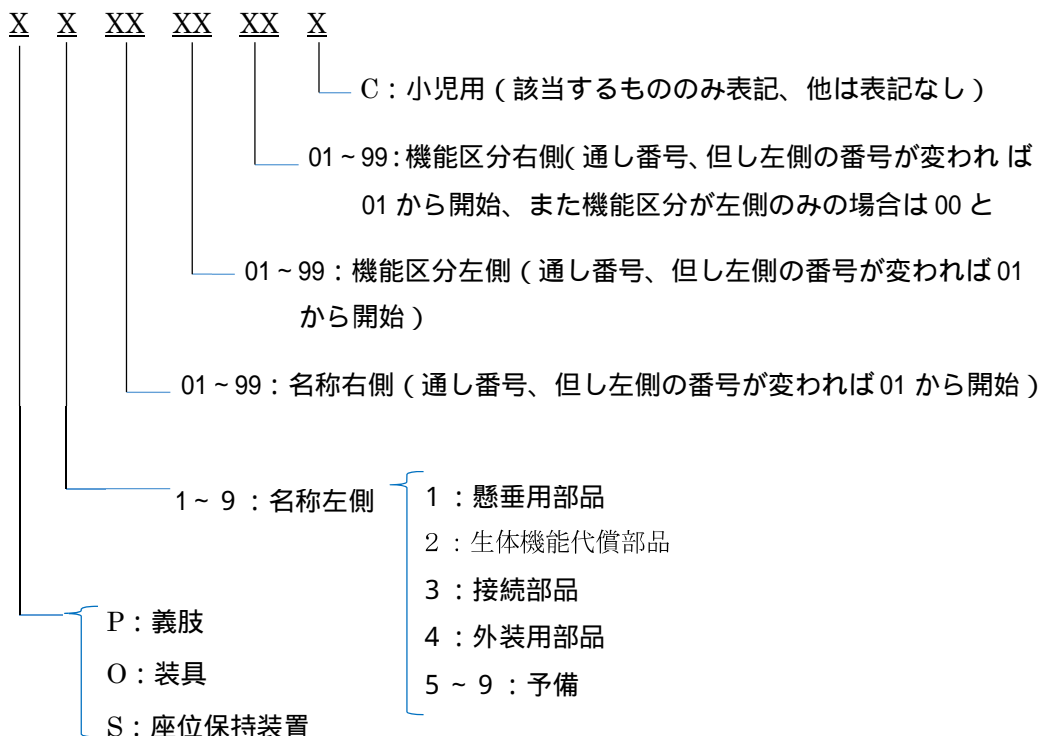 X X XX XX XX X
C：小児用（該当するもののみ表記、他は表記なし）
01～99：機能区分右側（通し番号、但し左側の番号が変われば
01から開始、また機能区分が左側のみの場合は00と
01～99：機能区分左側（通し番号、但し左側の番号が変われば01
から開始）
01～99：名称右側（通し番号、但し左側の番号が変われば01から開始）
1～9：名称左側
1：懸垂用部品
2：生体機能代償部品
3：接続部品
4：外装用部品
5～9：予備
P：義肢
O：装具
S：座位保持装置